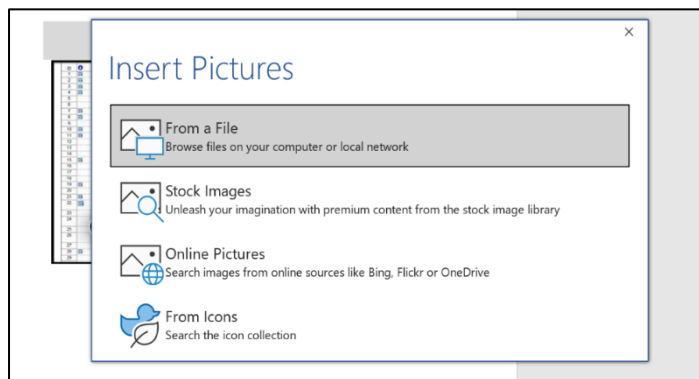 Insert Pictures
From a File
Browse files on your computer or local network
Stock Images
Unleash your imagination with premium content from the stock image library
Online Pictures
Search images from online sources like Bing, Flickr or OneDrive
From Icons
Search the icon collection